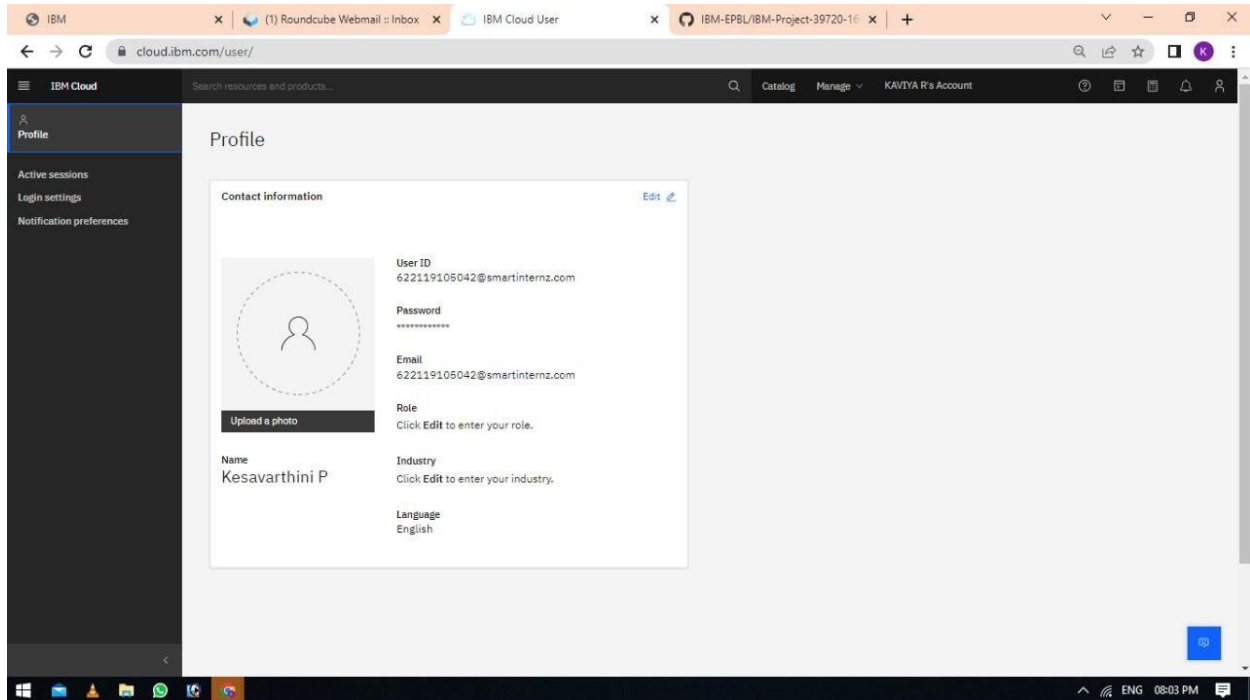 IBM
(1) Roundcube Webmail :: Inbox
IBM Cloud User
IBM-EPBL/IBM-Project-39720-16
cloud.ibm.com/user/
K
IBM Cloud
Search resources and products...
Catalog
Manage
KAVIYA R's Account
Profile
Active sessions
Login settings
Notification preferences
Profile
Contact information
Edit
User ID
622119105042@smartinternz.com
Password
************
Email
622119105042@smartinternz.com
Role
Click Edit to enter your role.
Upload a photo
Name
Kesavarthini P
Industry
Click Edit to enter your industry.
Language
English
ENG 08:03 PM